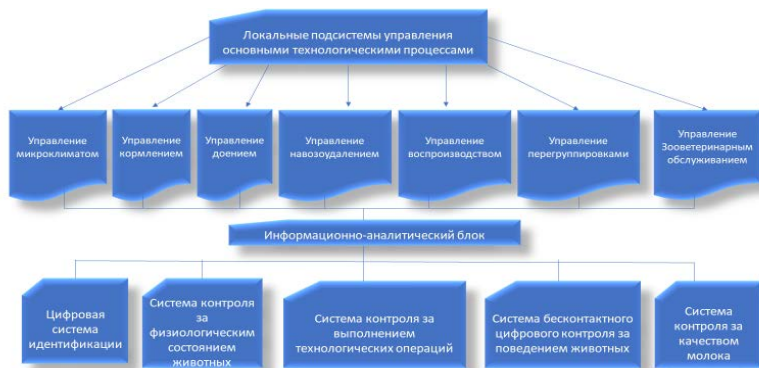 Локальные подсистемы управления
основными технологическими процессами
Управление
микроклиматом
Управление
кормлением
Управление
доением
Управление
навозоудалением
Управление
воспроизводством
Управление
перегруппировками
Управление
Зооветеринарным
обслуживанием
Информационно-аналитический блок
Цифровая
система
идентификации
Система контроля
за
физиологическим
состоянием
животных
Система контроля за
выполнением
технологических операций
Система бесконтактного
цифрового контроля за
поведением животных
Система
контроля за
качеством
молока